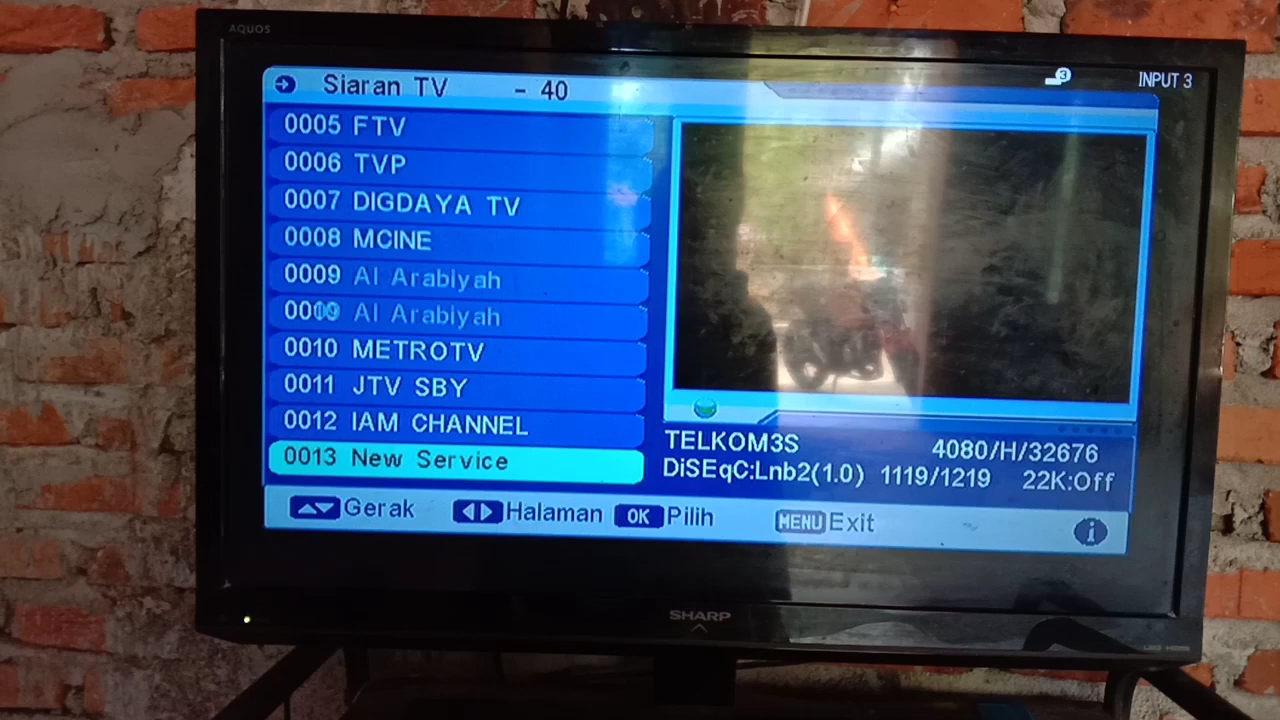 AQUOS
Siaran TV - 40
3
INPUT 3
0005 FTV
0006 TVP
0007 DIGDAYA TV
0008 MCINE
0009 Al Arabiyah
Al Arabiyah
0010 METROTV
0011 JTV SBY
0012 IAM CHANNEL
0013 New Service
TELKOM3S 4080/H/32676
DiSEqC:Lnb2(1.0) 1119/1219 22K:Off
Gerak Halaman OK Pilih MENU Exit i
SHARP